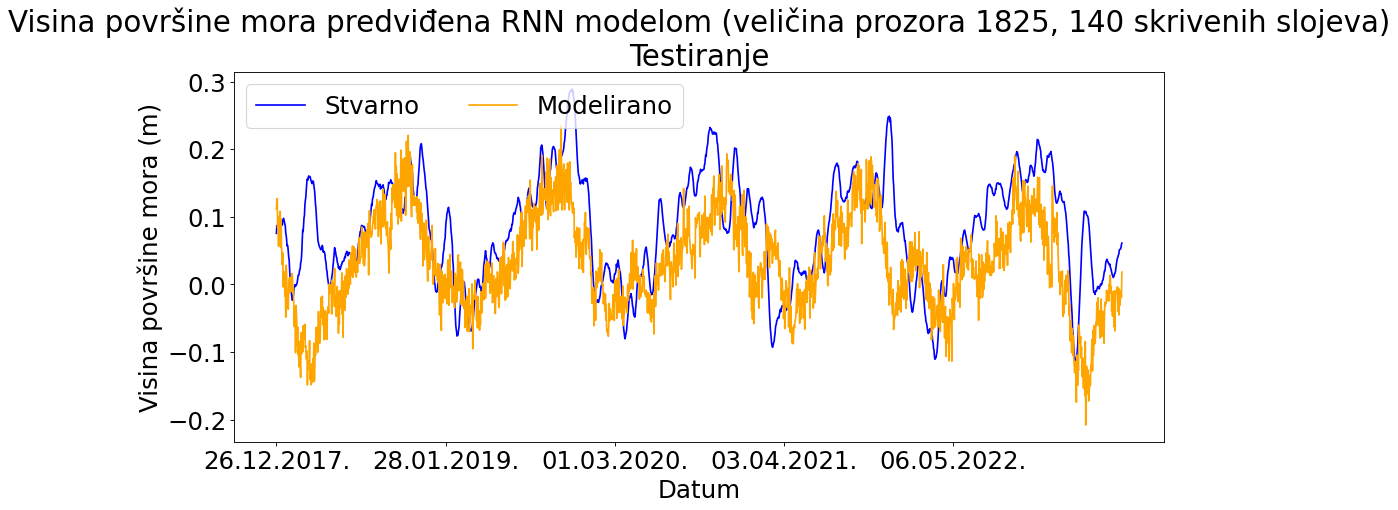 Visina površine mora predviđena RNN modelom (veličina prozora 1825, 140 skrivenih slojeva)
Testiranje
Stvarno
Modelirano
Visina površine mora (m)
0.3
0.2
0.1
0.0
−0.1
−0.2
26.12.2017.
28.01.2019.
01.03.2020.
03.04.2021.
06.05.2022.
Datum